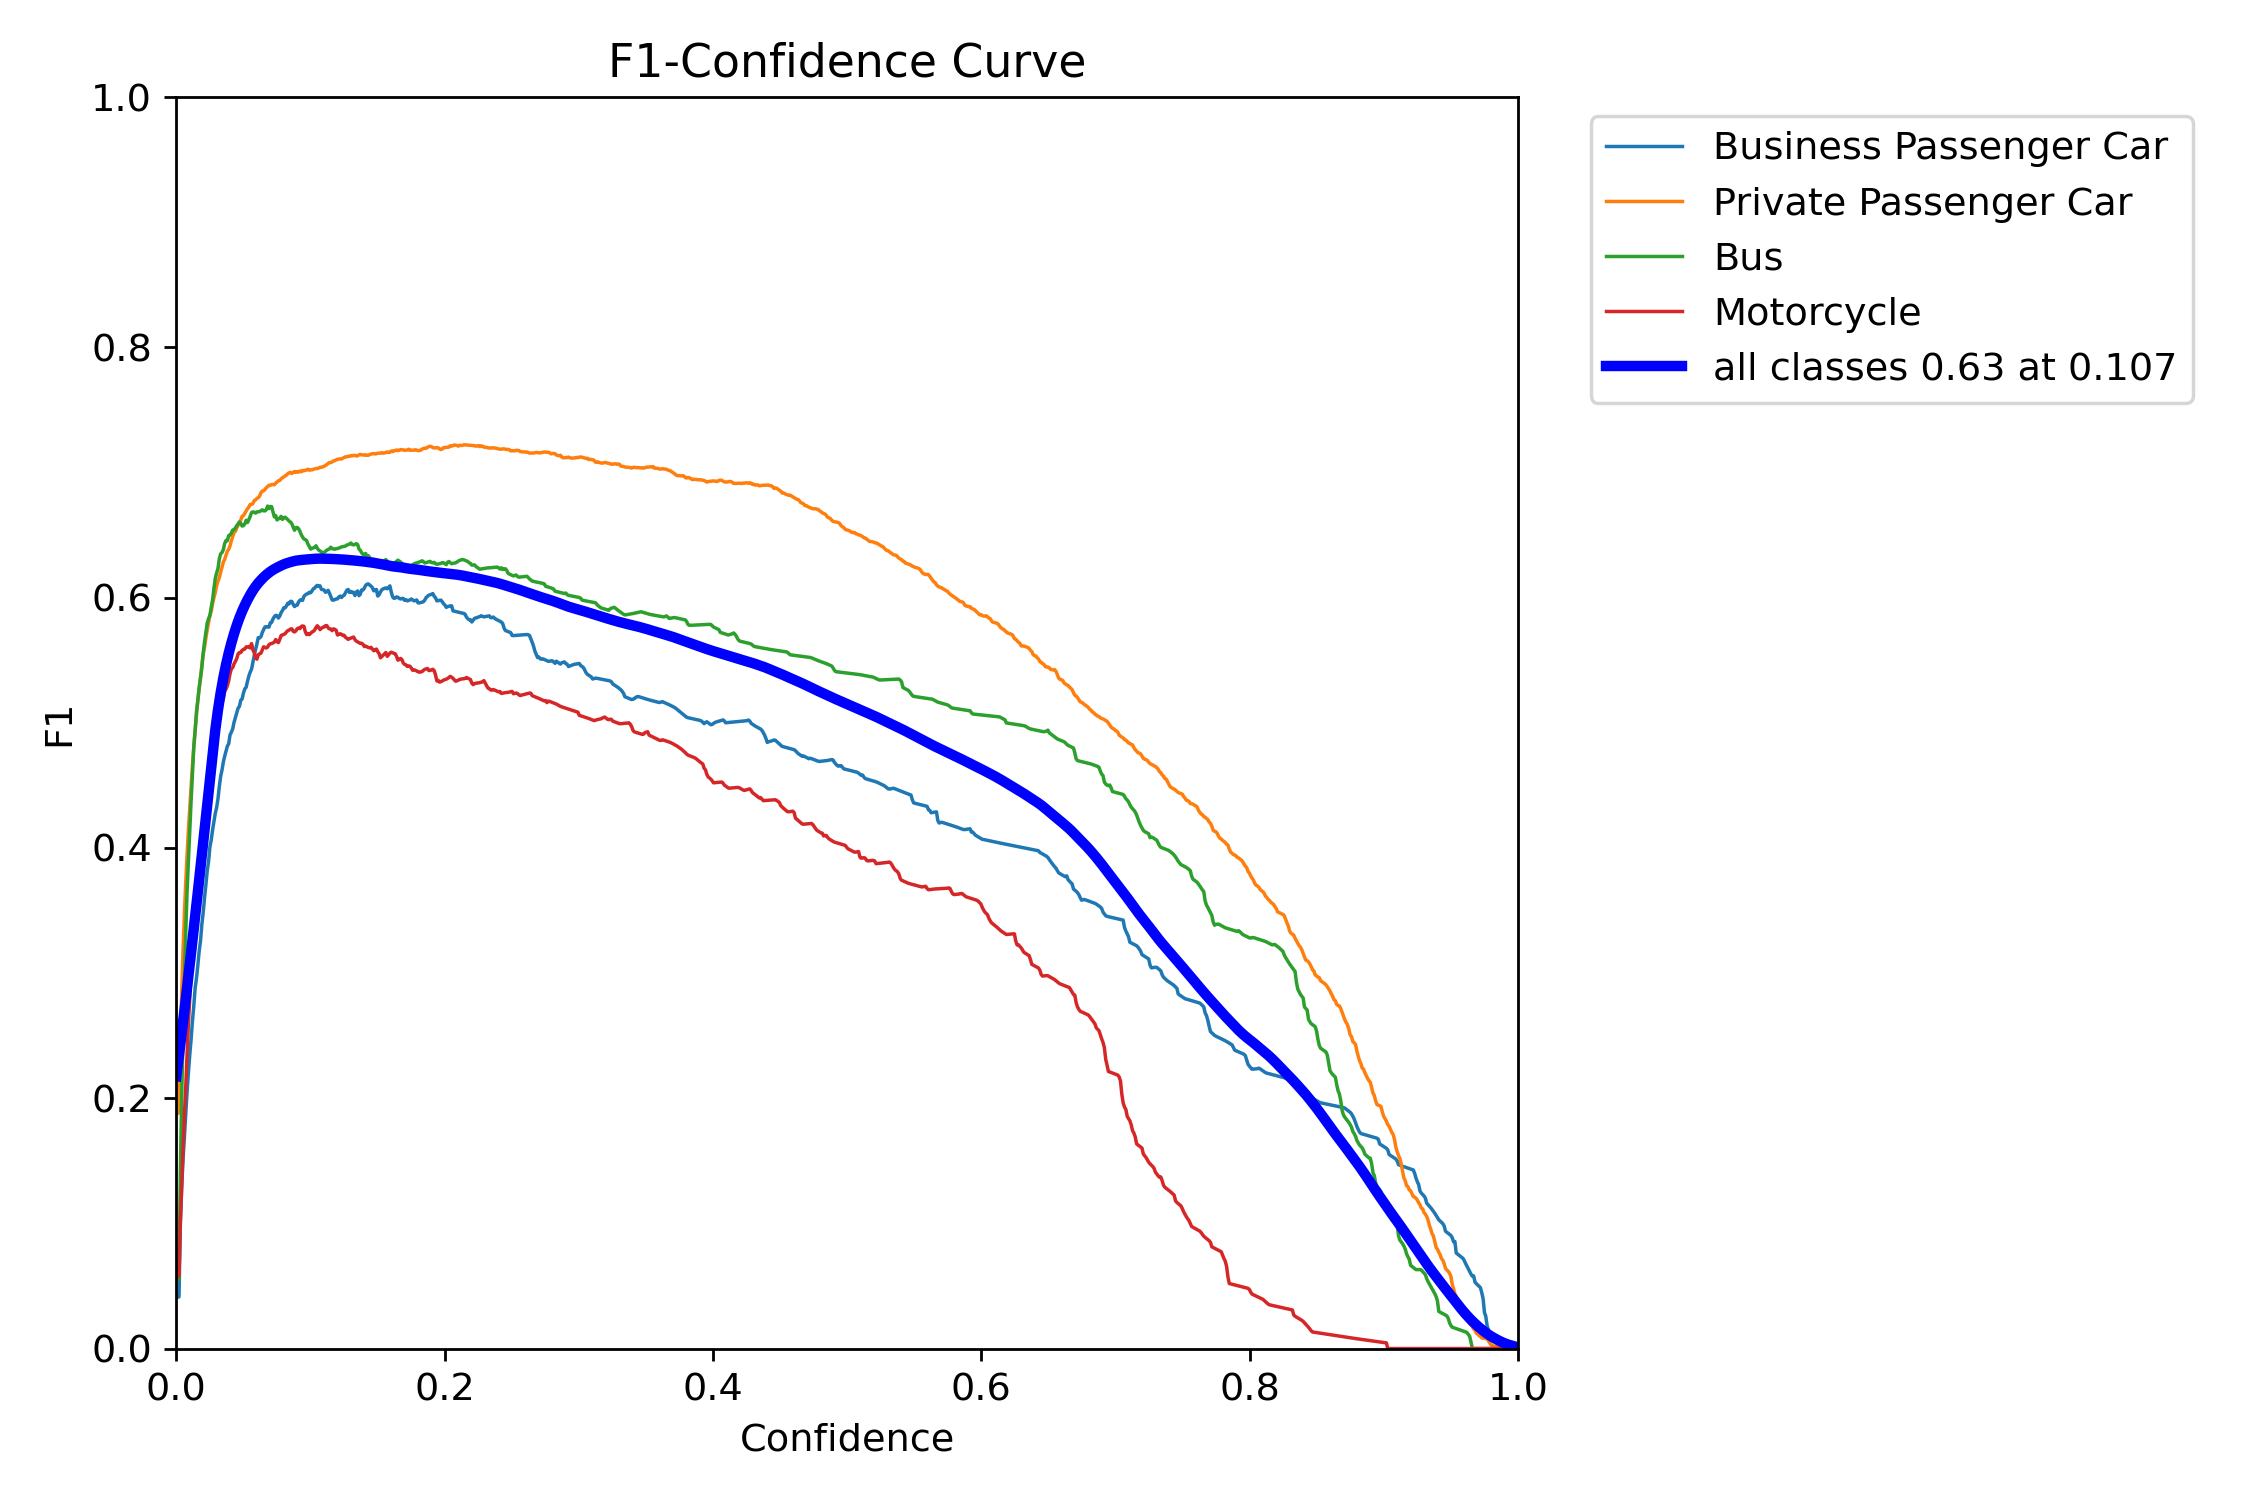 F1-Confidence Curve
1.0
0.8
0.6
0.4
0.2
0.0
F1
0.0 0.2 0.4 0.6 0.8 1.0
Confidence
Business Passenger Car
Private Passenger Car
Bus
Motorcycle
all classes 0.63 at 0.107